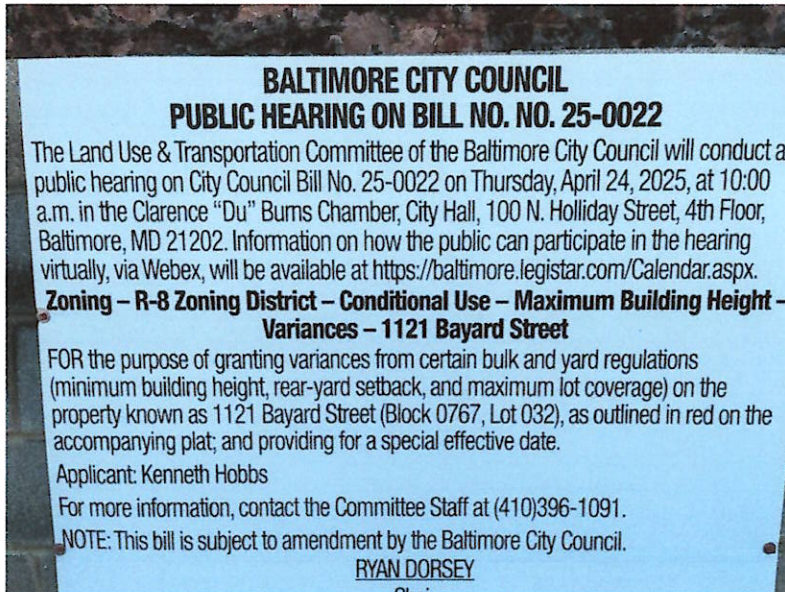 BALTIMORE CITY COUNCIL
PUBLIC HEARING ON BILL NO. NO. 25-0022
The Land Use & Transportation Committee of the Baltimore City Council will conduct a
public hearing on City Council Bill No. 25-0022 on Thursday, April 24, 2025, at 10:00
a.m. in the Clarence “Du” Burns Chamber, City Hall, 100 N. Holliday Street, 4th Floor,
Baltimore, MD 21202. Information on how the public can participate in the hearing
virtually, via Webex, will be available at https://baltimore.legistar.com/Calendar.aspx.
Zoning – R-8 Zoning District – Conditional Use – Maximum Building Height –
Variances – 1121 Bayard Street
FOR the purpose of granting variances from certain bulk and yard regulations
(minimum building height, rear-yard setback, and maximum lot coverage) on the
property known as 1121 Bayard Street (Block 0767, Lot 032), as outlined in red on the
accompanying plat; and providing for a special effective date.
Applicant: Kenneth Hobbs
For more information, contact the Committee Staff at (410)396-1091.
NOTE: This bill is subject to amendment by the Baltimore City Council.
RYAN DORSEY